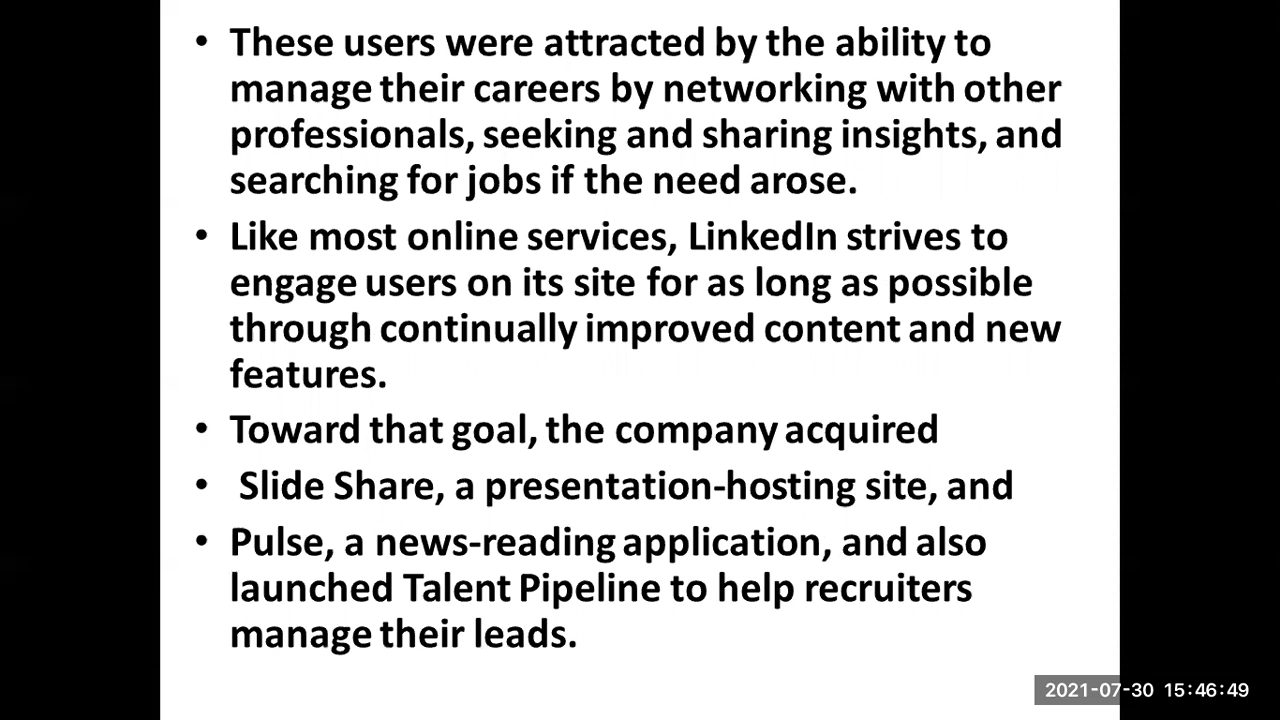 • These users were attracted by the ability to
manage their careers by networking with other
professionals, seeking and sharing insights, and
searching for jobs if the need arose.
• Like most online services, LinkedIn strives to
engage users on its site for as long as possible
through continually improved content and new
features.
• Toward that goal, the company acquired
• Slide Share, a presentation-hosting site, and
• Pulse, a news-reading application, and also
launched Talent Pipeline to help recruiters
manage their leads.
2021-07-30 15:46:49